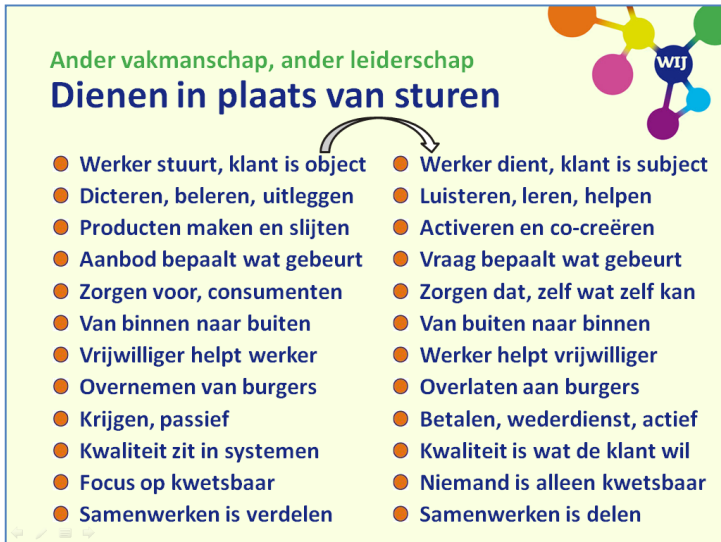 Ander vakmanschap, ander leiderschap
Dienen in plaats van sturen
WIJ
Werker stuurt, klant is object
Dicteren, beleren, uitleggen
Producten maken en slijten
Aanbod bepaalt wat gebeurt
Zorgen voor, consumenten
Van binnen naar buiten
Vrijwilliger helpt werker
Overnemen van burgers
Krijgen, passief
Kwaliteit zit in systemen
Focus op kwetsbaar
Samenwerken is verdelen
Werker dient, klant is subject
Luisteren, leren, helpen
Activeren en co-creëren
Vraag bepaalt wat gebeurt
Zorgen dat, zelf wat zelf kan
Van buiten naar binnen
Werker helpt vrijwilliger
Overlaten aan burgers
Betalen, wederdienst, actief
Kwaliteit is wat de klant wil
Niemand is alleen kwetsbaar
Samenwerken is delen